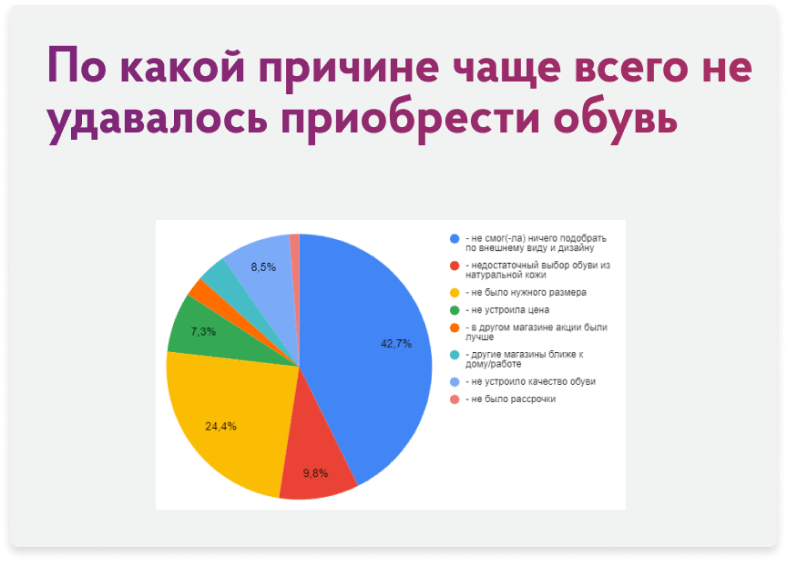 По какой причине чаще всего не
удавалось приобрести обувь
- не смог(-ла) ничего подобрать
по внешнему виду и дизайну
- недостаточный выбор обуви из
натуральной кожи
- не было нужного размера
- не устроила цена
- в другом магазине акции были
лучше
- другие магазины ближе к
дому/работе
- не устроило качество обуви
- не было рассрочки
8,5%
7,3%
42,7%
24,4%
9,8%